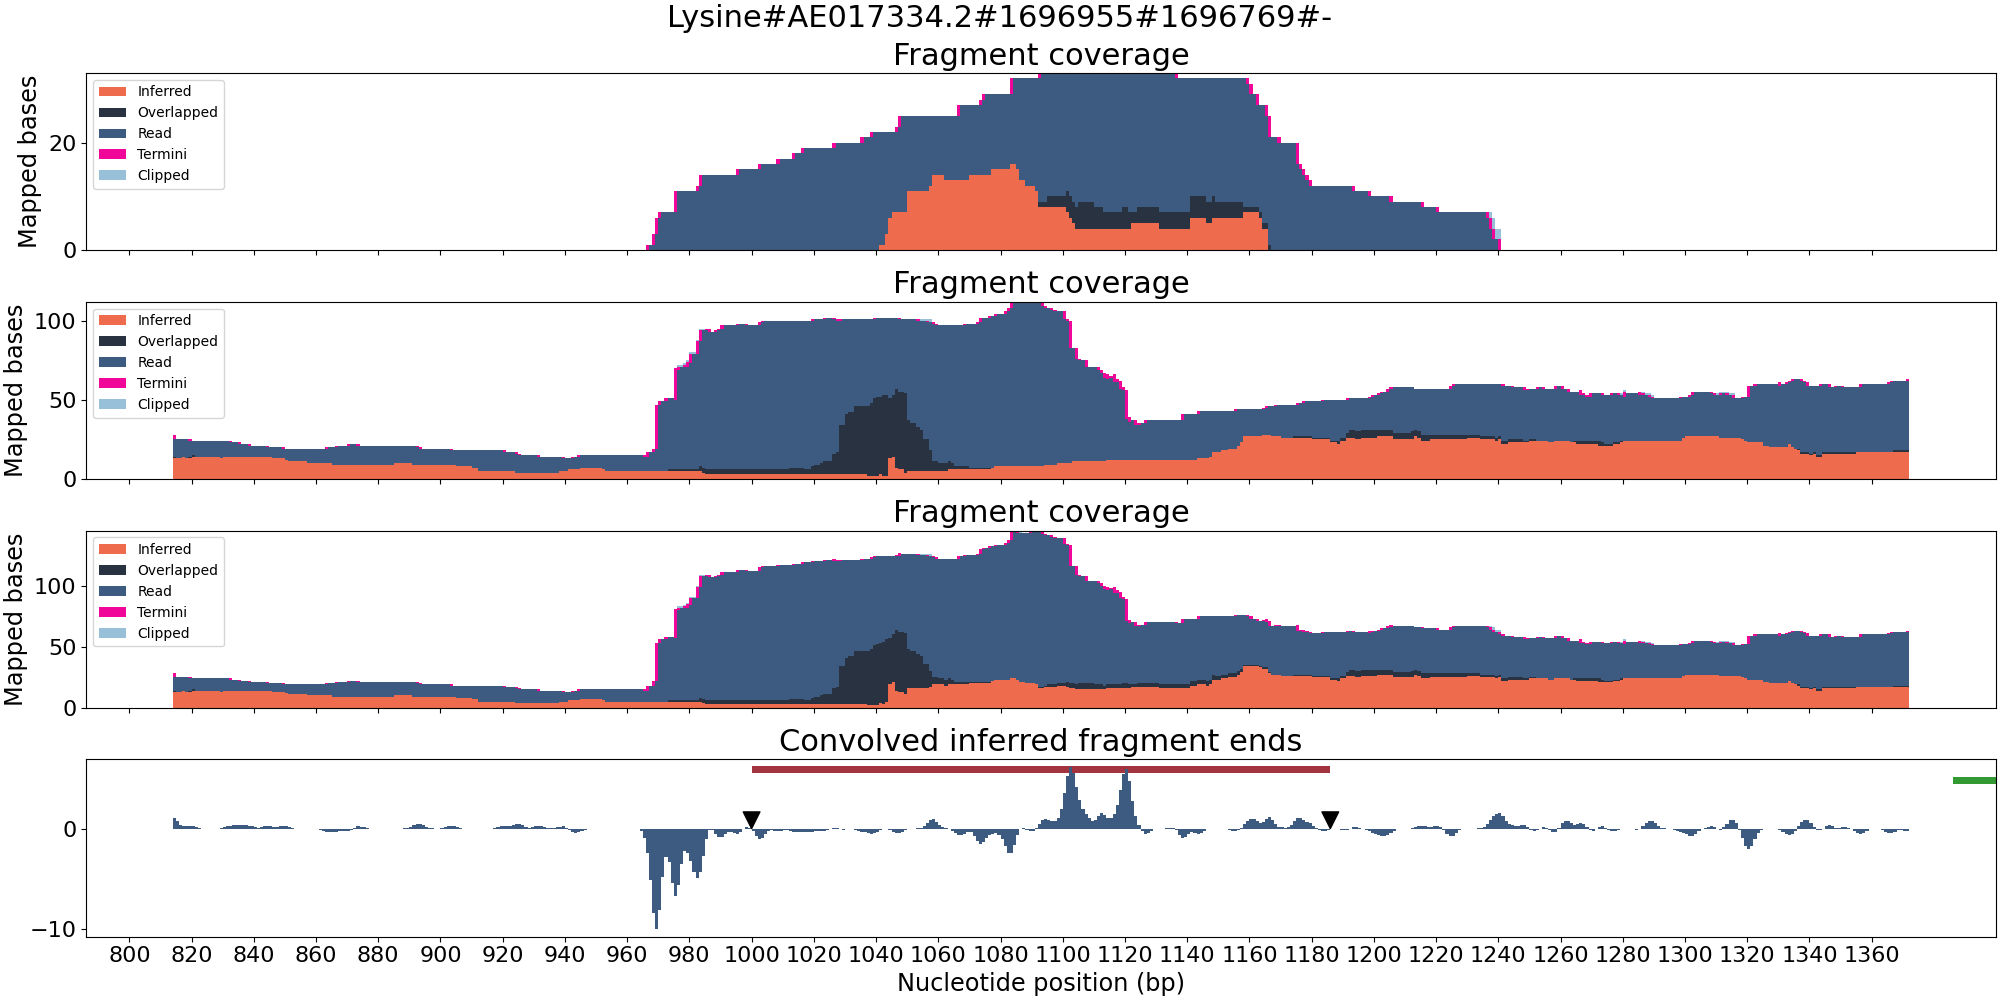 Lysine#AE017334.2#1696955#1696769#-
Fragment coverage
Mapped bases
20
0
Inferred
Overlapped
Read
Termini
Clipped
Fragment coverage
Mapped bases
100
50
0
Inferred
Overlapped
Read
Termini
Clipped
Fragment coverage
Mapped bases
100
50
0
Inferred
Overlapped
Read
Termini
Clipped
Convolved inferred fragment ends
0
−10
800 820 840 860 880 900 920 940 960 980 1000 1020 1040 1060 1080 1100 1120 1140 1160 1180 1200 1220 1240 1260 1280 1300 1320 1340 1360
Nucleotide position (bp)